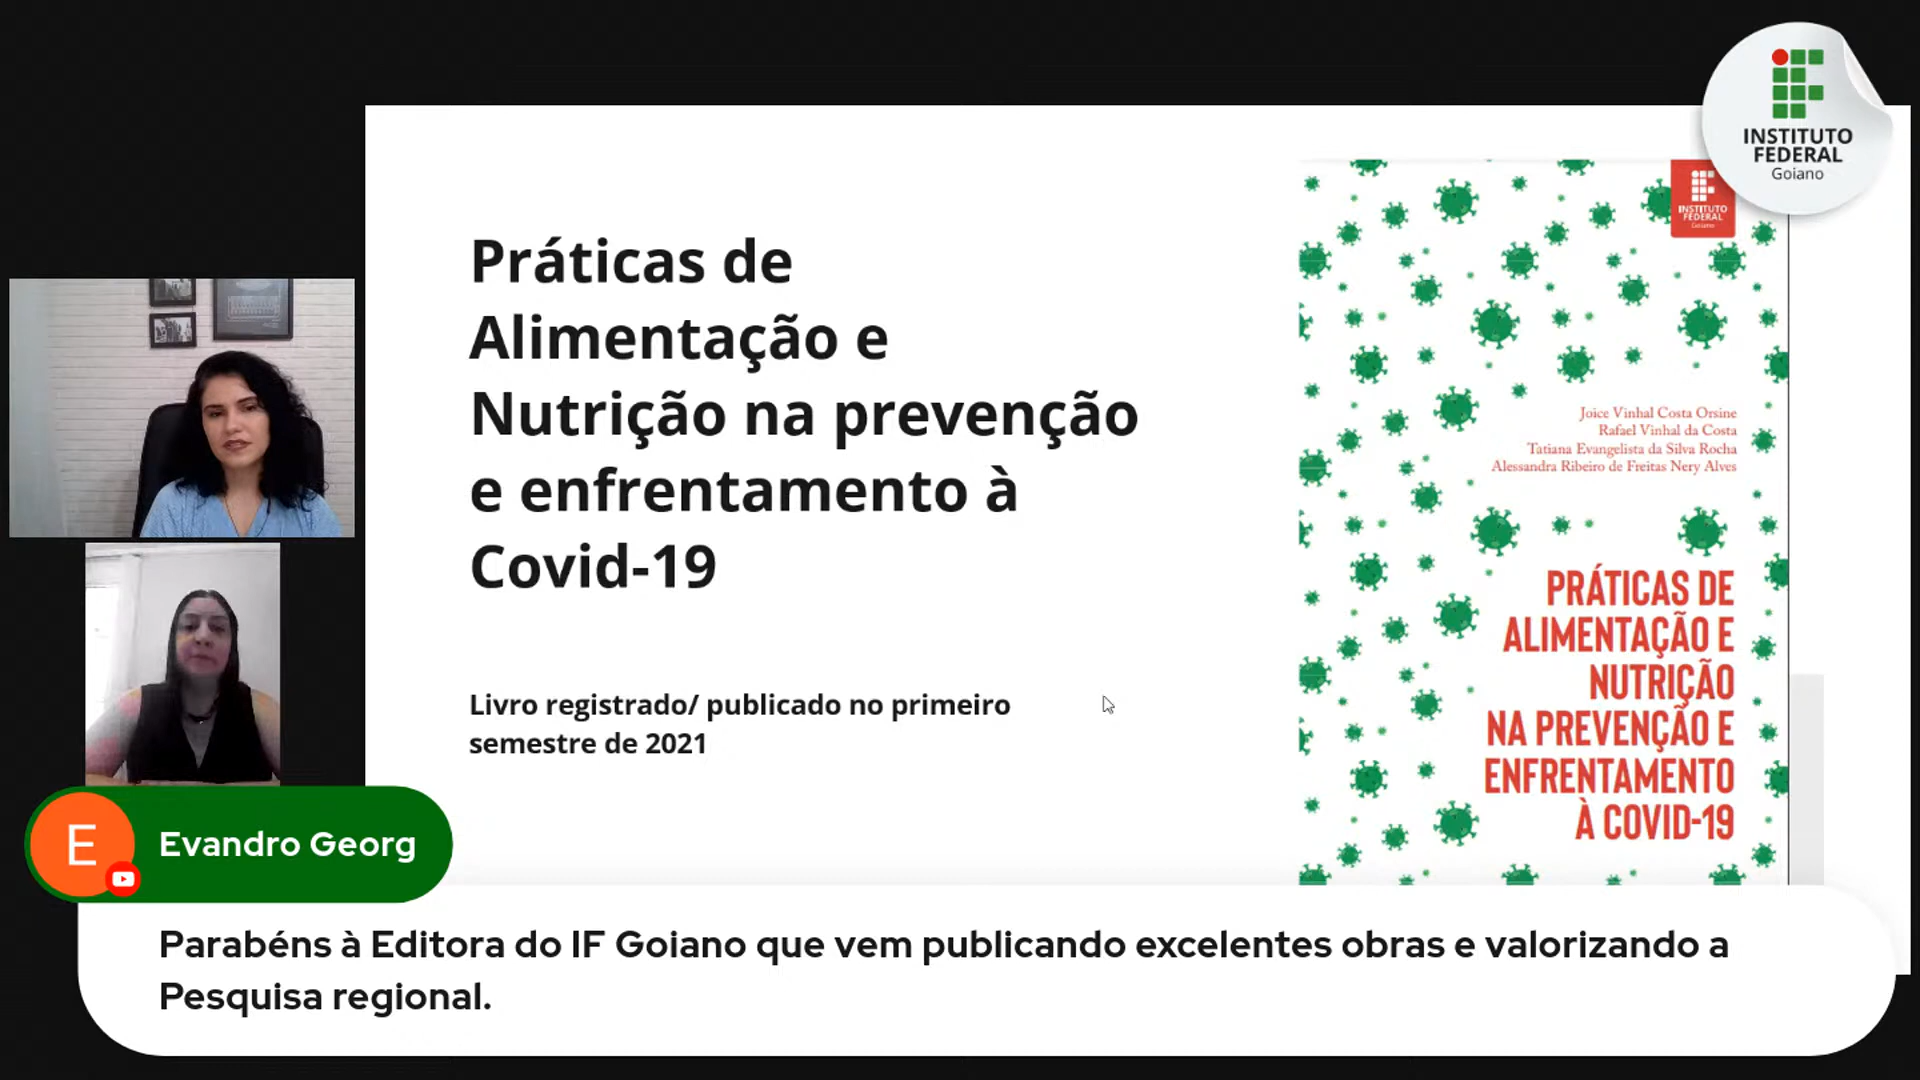 INSTITUTO
FEDERAL
Goiano
Práticas de
Alimentação e
Nutrição na prevenção
e enfrentamento à
Covid-19
Livro registrado/ publicado no primeiro
semestre de 2021
INSTITUTO
FEDERAL
Goiano
Joice Vinhal Costa Orsine
Rafael Vinhal da Costa
Tatiana Evangelista da Silva Rocha
Alessandra Ribeiro de Freitas Nery Alves
PRÁTICAS DE
ALIMENTAÇÃO E
NUTRIÇÃO
NA PREVENÇÃO E
ENFRENTAMENTO
À COVID-19
E
Evandro Georg
Parabéns à Editora do IF Goiano que vem publicando excelentes obras e valorizando a
Pesquisa regional.